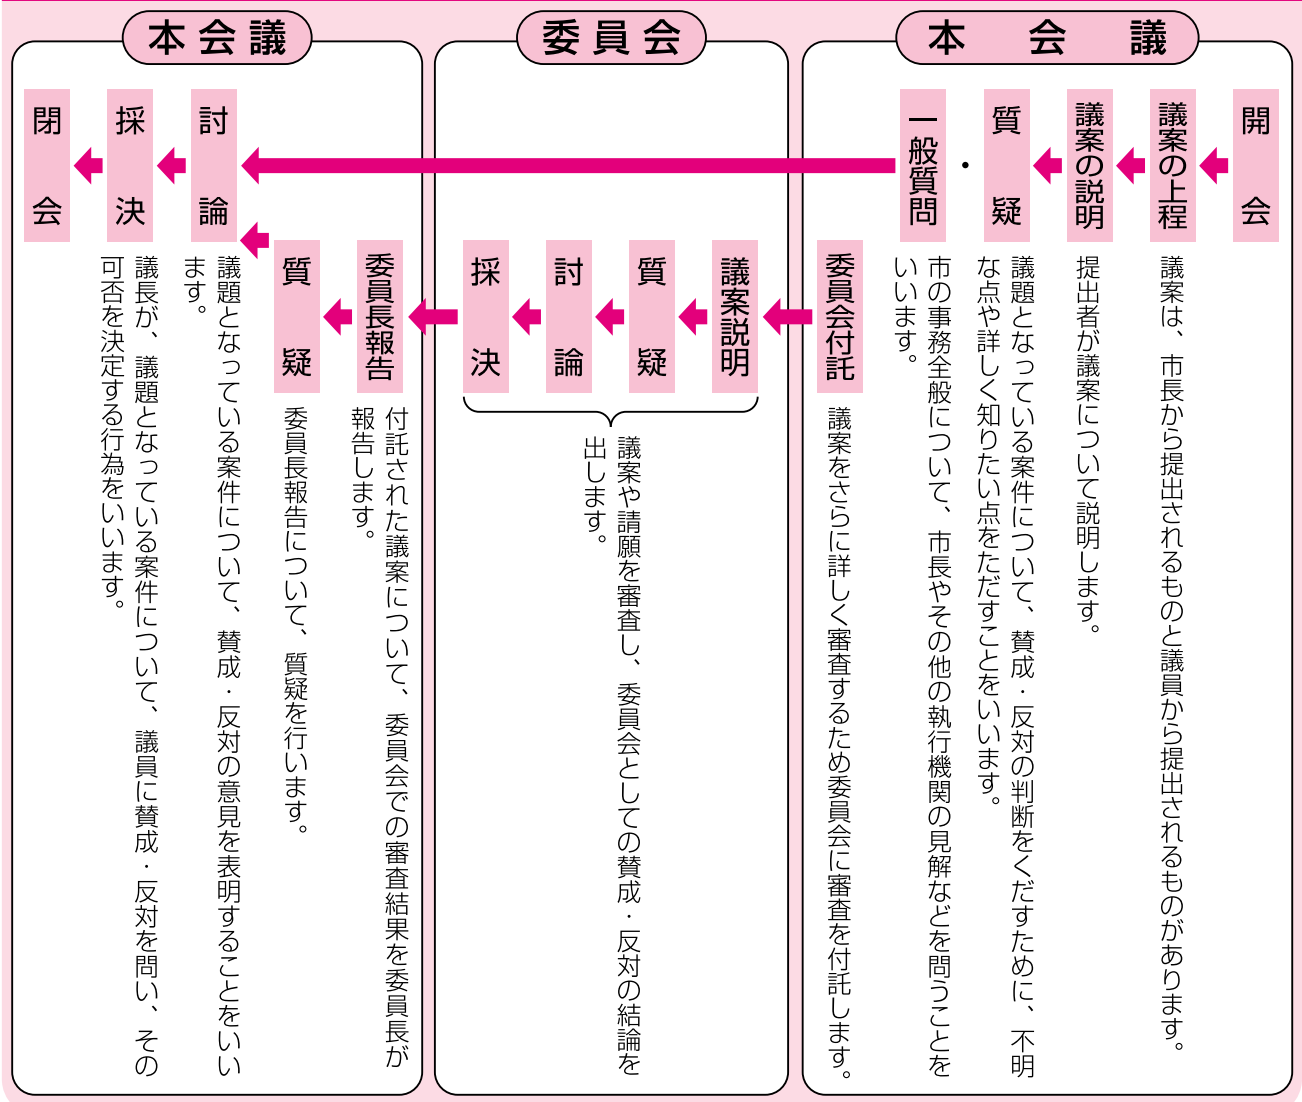 本会議
開会
議案の上程
議案は、市長から提出されるものと議員から提出されるものがあります。
議案の説明
提出者が議案について説明します。
質疑
・
議題となっている案件について、賛成・反対の判断をくだすために、不明
な点や詳しく知りたい点をただすことをいいます。
一般質問
市の事務全般について、市長やその他の執行機関の見解などを問うことを
いいます。
委員会付託
議案をさらに詳しく審査するため委員会に審査を付託します。
委員会
議案説明
質疑
討論
採決
議案や請願を審査し、委員会としての賛成・反対の結論を
出します。
本会議
委員長報告
付託された議案について、委員会での審査結果を委員長が
報告します。
質疑
委員長報告について、質疑を行います。
討論
議題となっている案件について、賛成・反対の意見を表明することをいい
ます。
採決
議長が、議題となっている案件について、議員に賛成・反対を問い、その
可否を決定する行為をいいます。
閉会